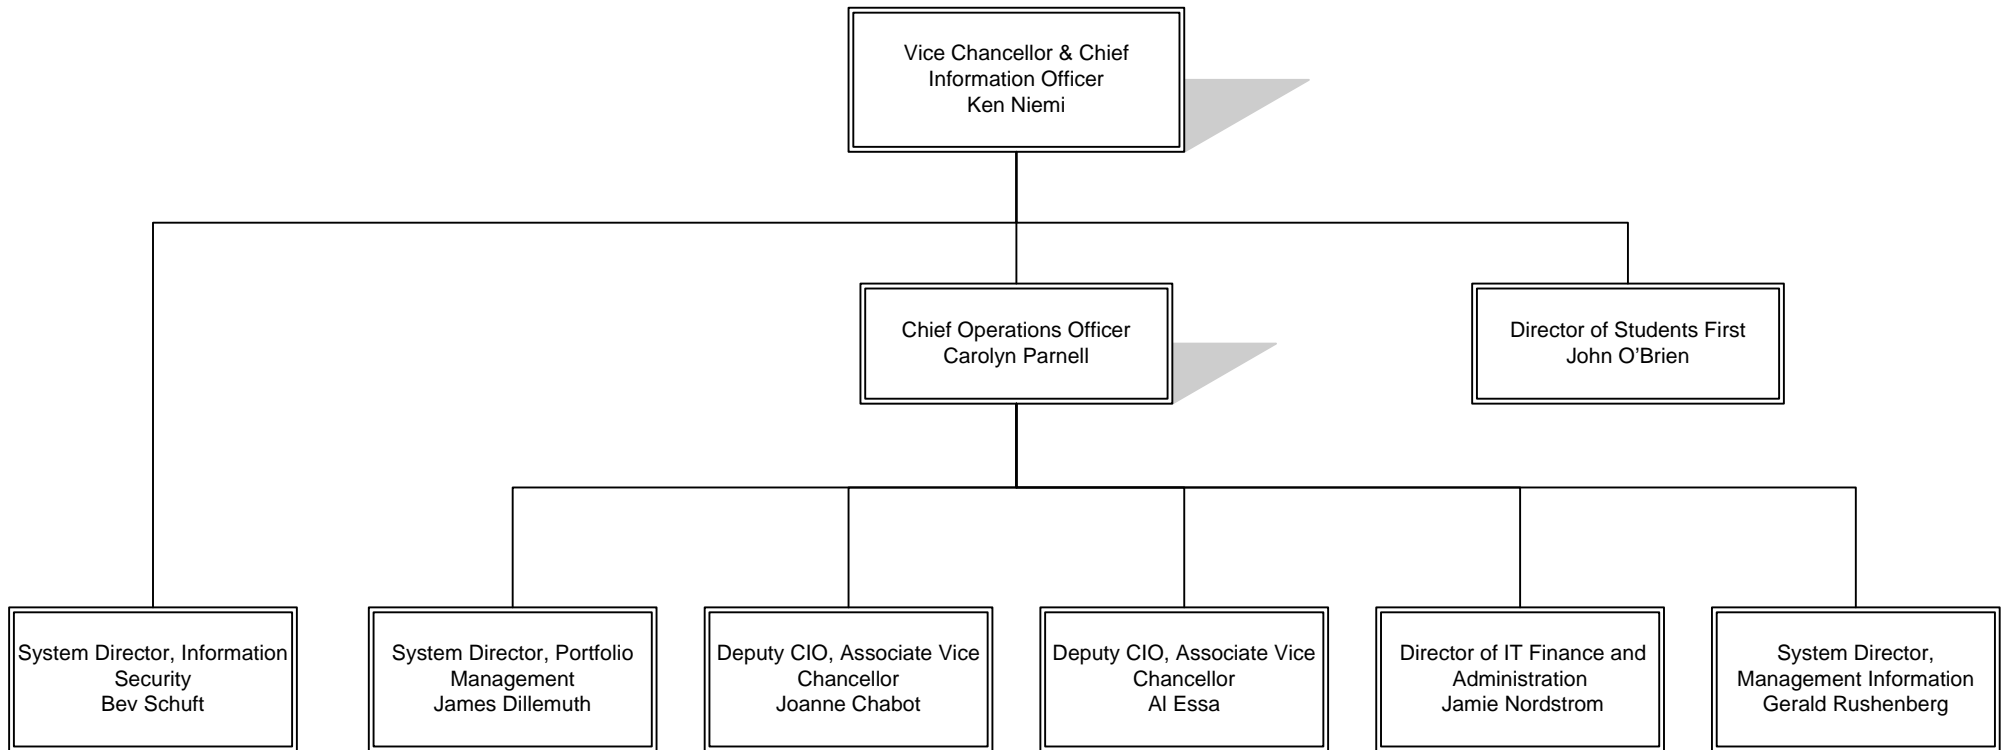 Vice Chancellor & Chief
Information Officer
Ken Niemi
Chief Operations Officer
Carolyn Parnell
Director of Students First
John O’Brien
System Director, Information
Security
Bev Schuft
System Director, Portfolio
Management
James Dillemuth
Deputy CIO, Associate Vice
Chancellor
Joanne Chabot
Deputy CIO, Associate Vice
Chancellor
Al Essa
Director of IT Finance and
Administration
Jamie Nordstrom
System Director,
Management Information
Gerald Rushenberg